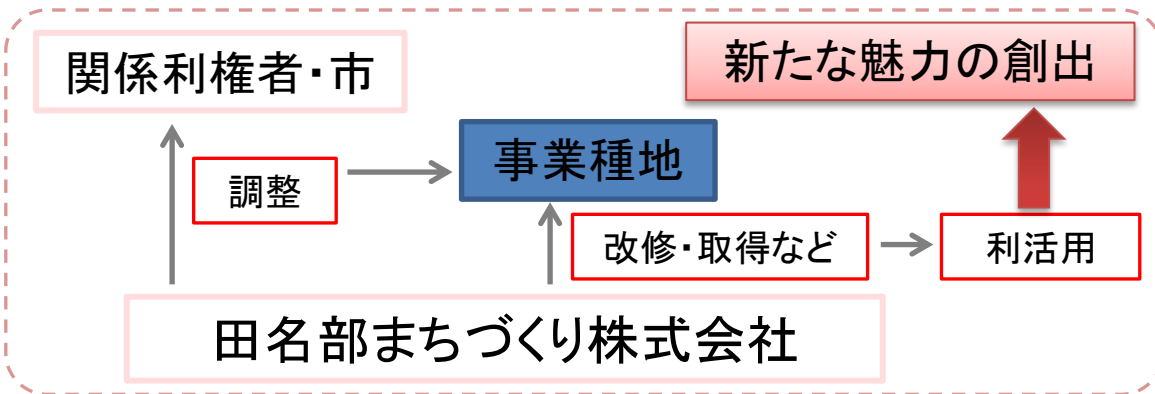 関係利権者・市
新たな魅力の創出
調整
事業種地
改修・取得など
利活用
田名部まちづくり株式会社